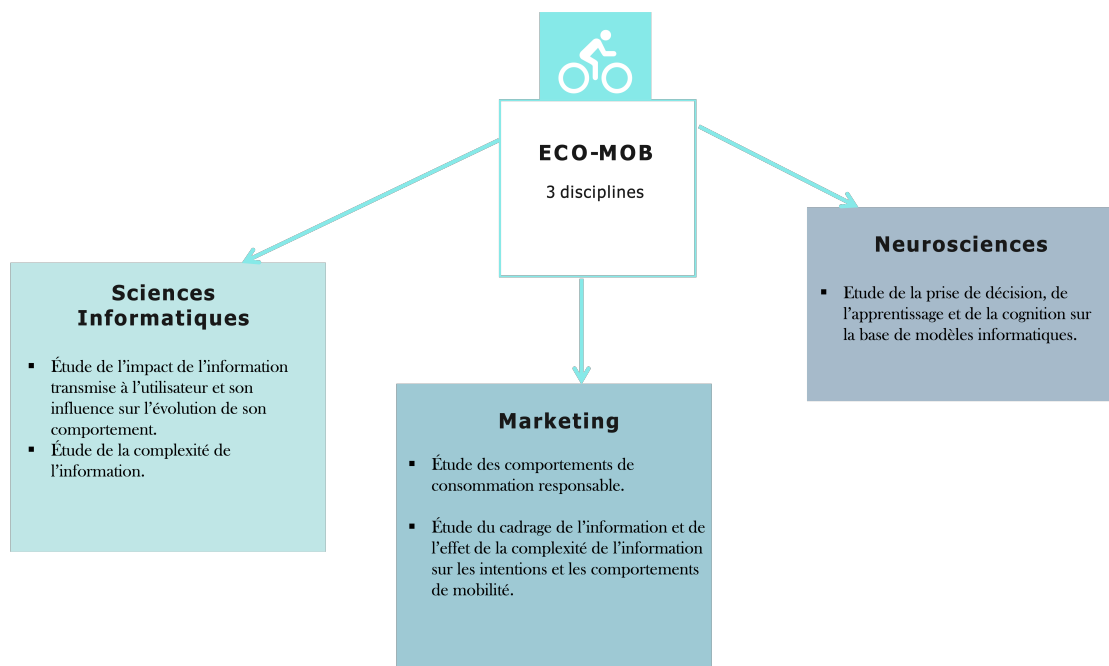 ECO-MOB
3 disciplines
Sciences
Informatiques
▪ Étude de l’impact de l’information
transmise à l’utilisateur et son
influence sur l’évolution de son
comportement.
▪ Étude de la complexité de
l’information.
Marketing
▪ Étude des comportements de
consommation responsable.
▪ Étude du cadrage de l’information et de
l’effet de la complexité de l’information
sur les intentions et les comportements
de mobilité.
Neurosciences
▪ Etude de la prise de décision, de
l’apprentissage et de la cognition sur
la base de modèles informatiques.